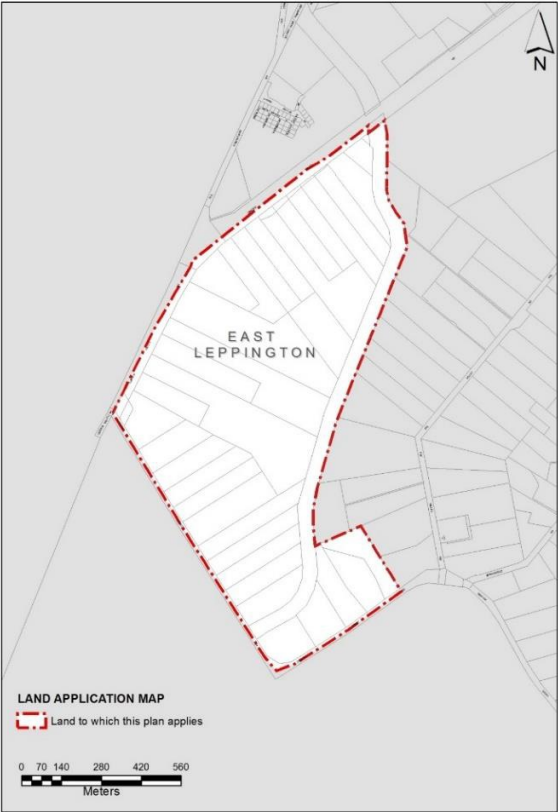 N
EAST
LEPPINGTON
LAND APPLICATION MAP
Land to which this plan applies
0 70 140 280 420 560
Meters